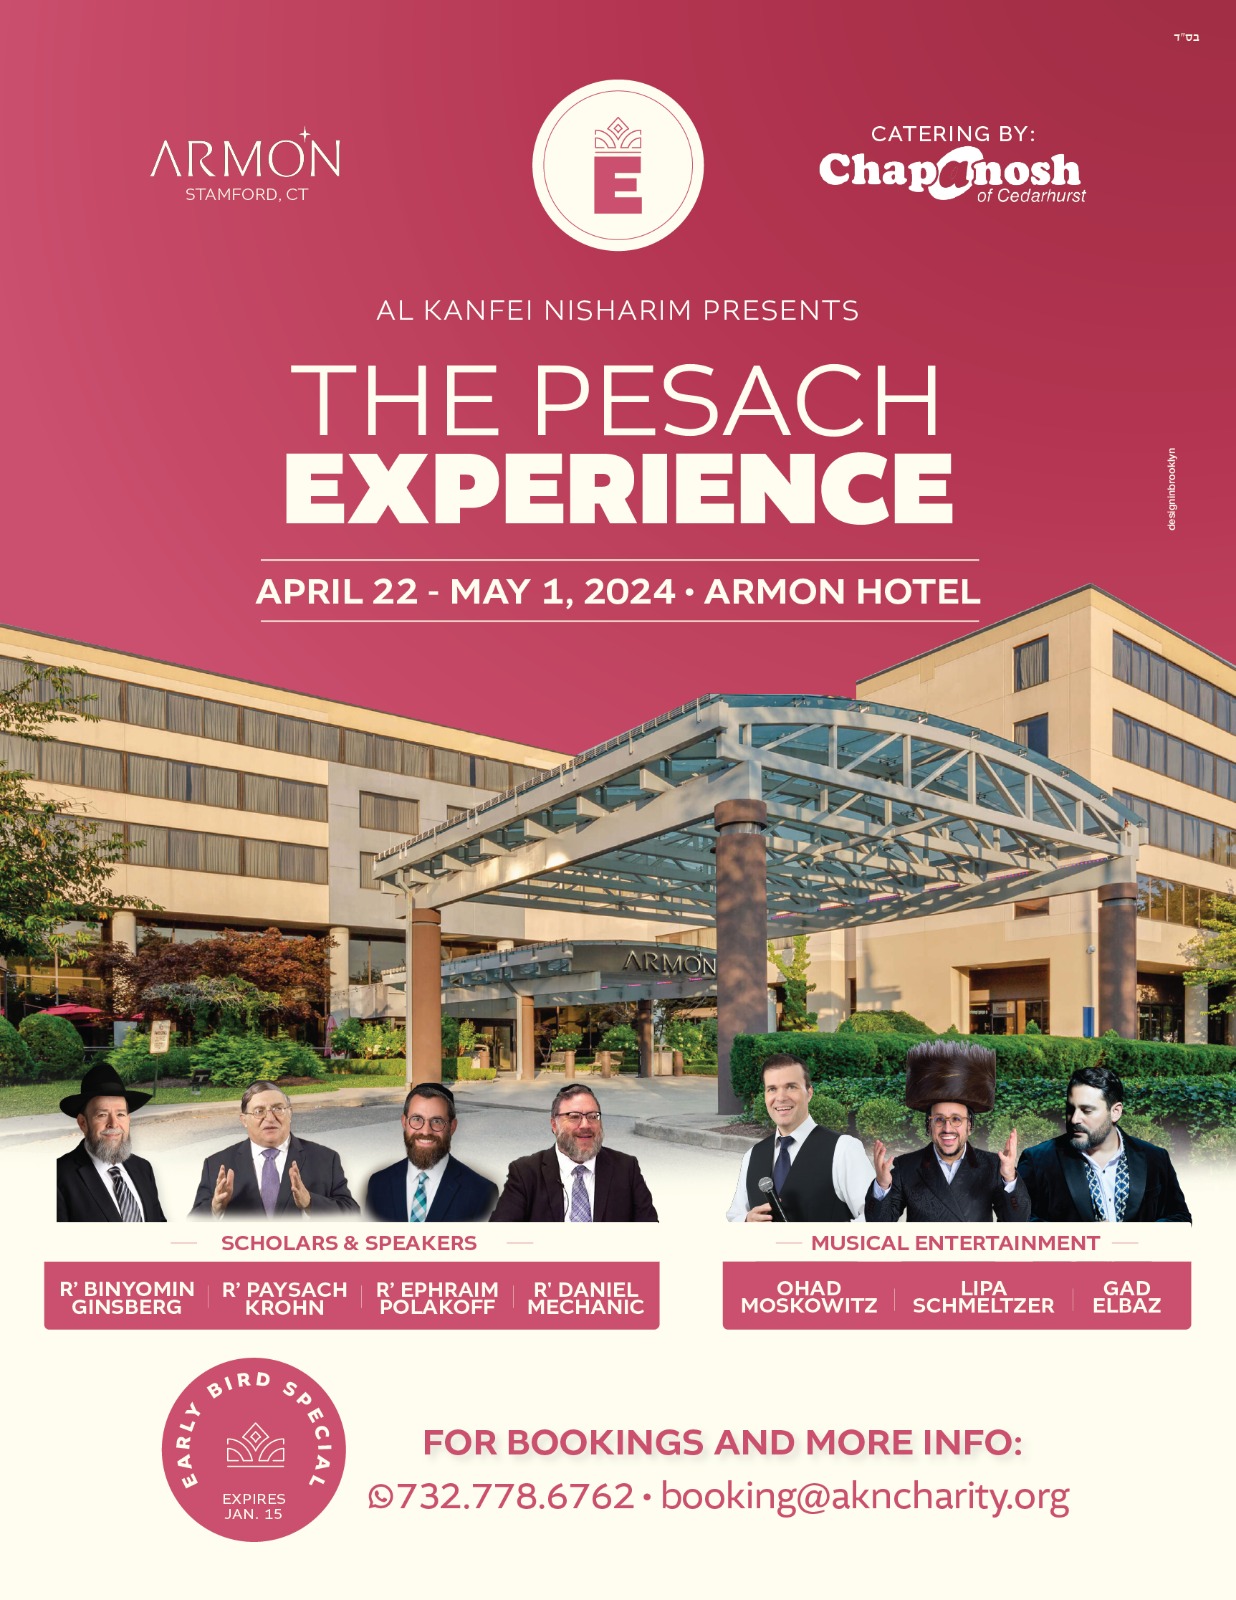 בס"ד
ARMON
STAMFORD, CT
E
CATERING BY:
Chapanosh
of Cedarhurst
AL KANFEI NISHARIM PRESENTS
THE PESACH
EXPERIENCE
designinbrooklyn
APRIL 22 - MAY 1, 2024 • ARMON HOTEL
ARMON
SCHOLARS & SPEAKERS
R' BINYOMIN
GINSBERG
R' PAYSACH
KROHN
R' EPHRAIM
POLAKOFF
R' DANIEL
MECHANIC
MUSICAL ENTERTAINMENT
OHAD
MOSKOWITZ
LIPA
SCHMELTZER
GAD
ELBAZ
EARLY BIRD SPECIAL
EXPIRES
JAN. 15
FOR BOOKINGS AND MORE INFO:
732.778.6762 • booking@akncharity.org